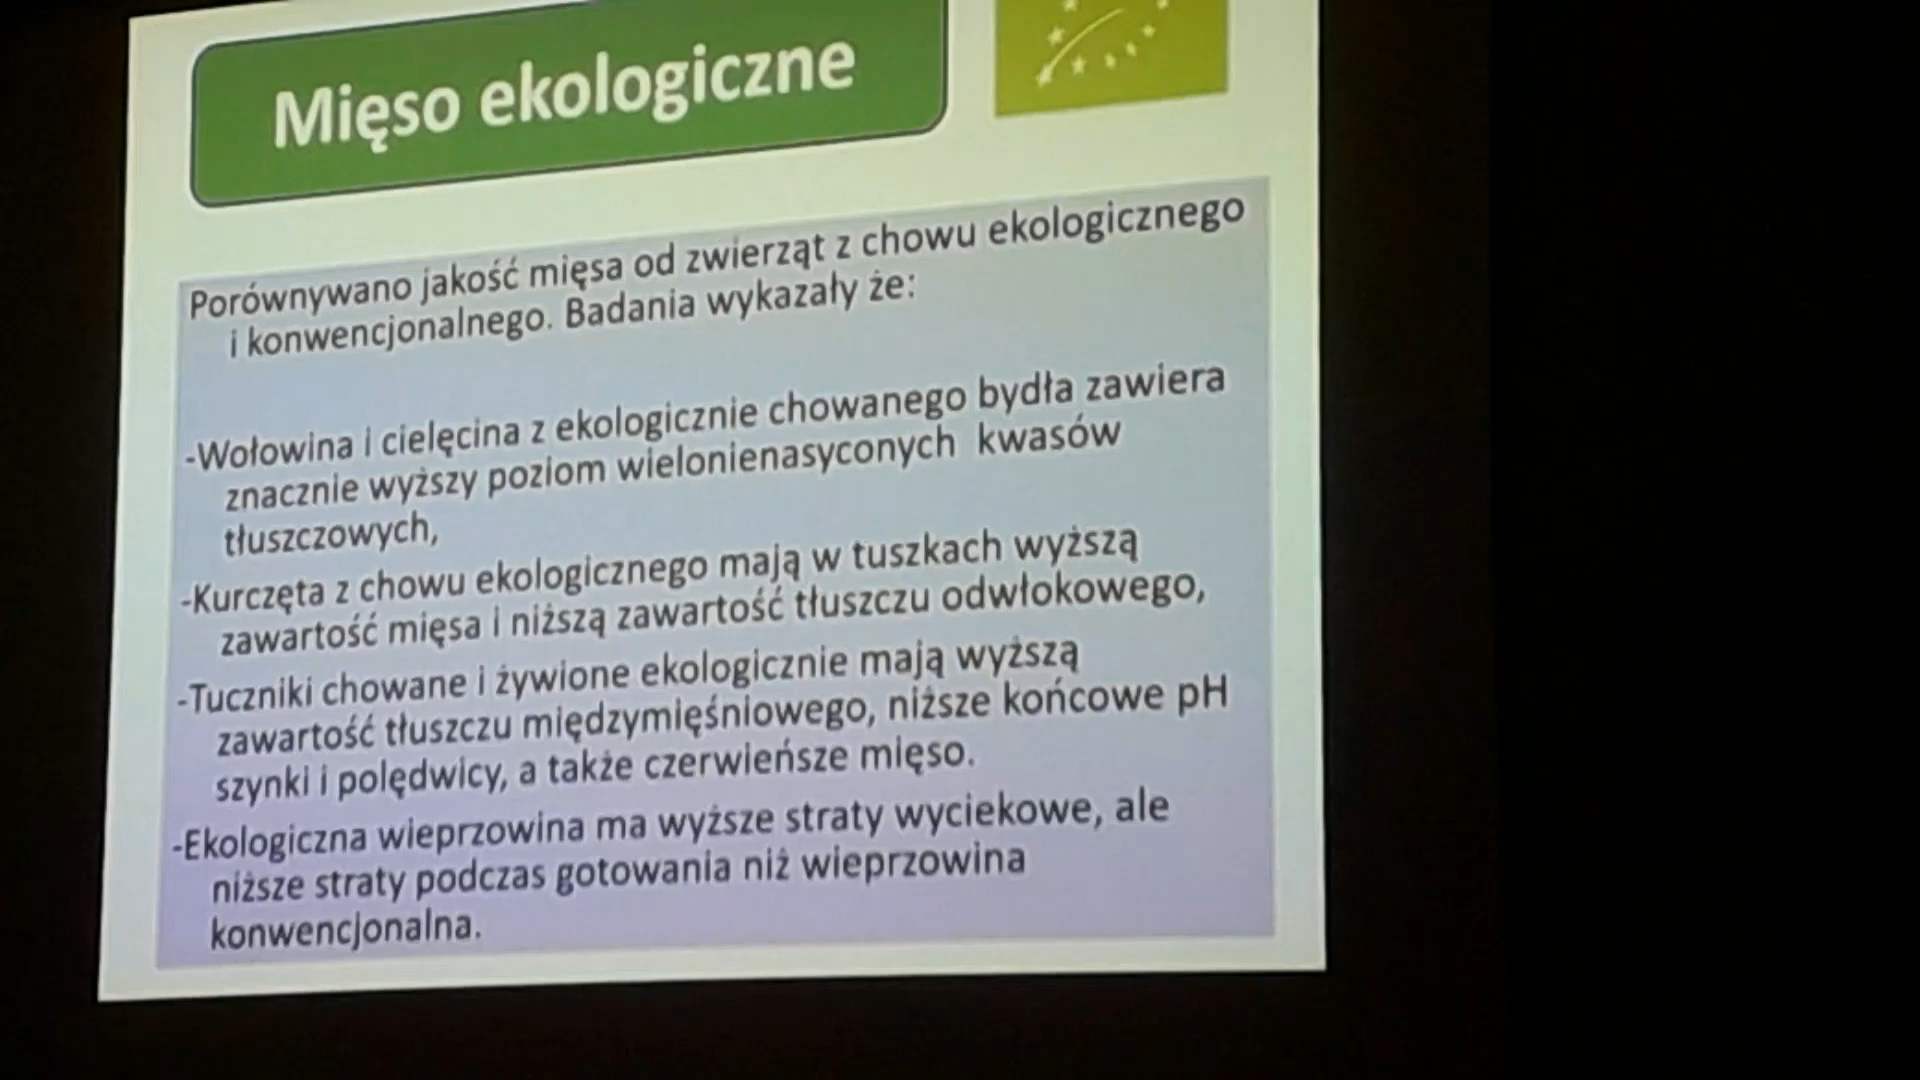 Mięso ekologiczne
Porównywano jakość mięsa od zwierząt z chowu ekologicznego
i konwencjonalnego. Badania wykazały że:
-Wołowina i cielęcina z ekologicznie chowanego bydła zawiera
znacznie wyższy poziom wielonienasyconych kwasów
tłuszczowych,
-Kurczęta z chowu ekologicznego mają w tuszkach wyższą
zawartość mięsa i niższą zawartość tłuszczu odwłokowego,
-Tuczniki chowane i żywione ekologicznie mają wyższą
zawartość tłuszczu międzymięśniowego, niższe końcowe pH
szynki i polędwicy, a także czerwieńsze mięso.
-Ekologiczna wieprzowina ma wyższe straty wyciekowe, ale
niższe straty podczas gotowania niż wieprzowina
konwencjonalna.